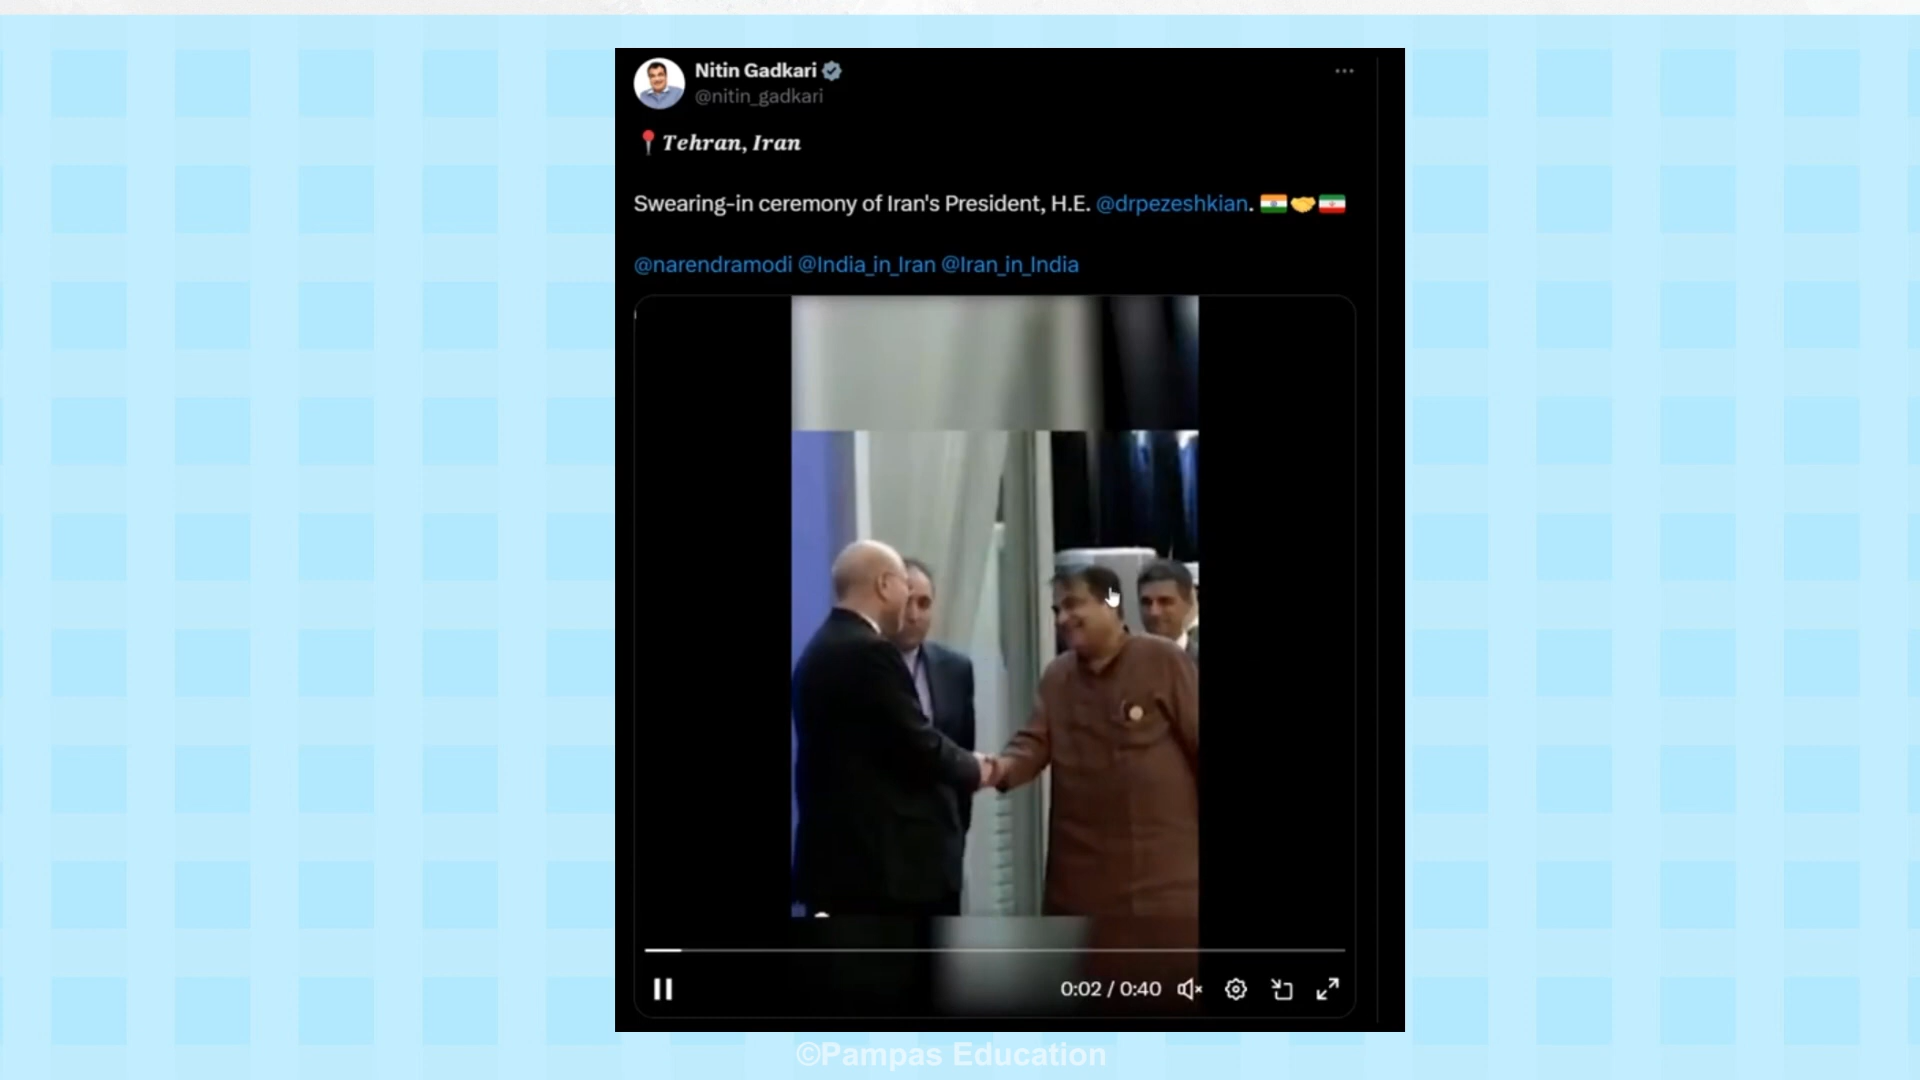 Nitin Gadkari
@nitin_gadkari
📍 Tehran, Iran
Swearing-in ceremony of Iran's President, H.E. @drpezeshkian. 🇮🇳🤝🇮🇷
@narendramodi @India_in_Iran @Iran_in_India
0:02 / 0:40
©Pampas Education